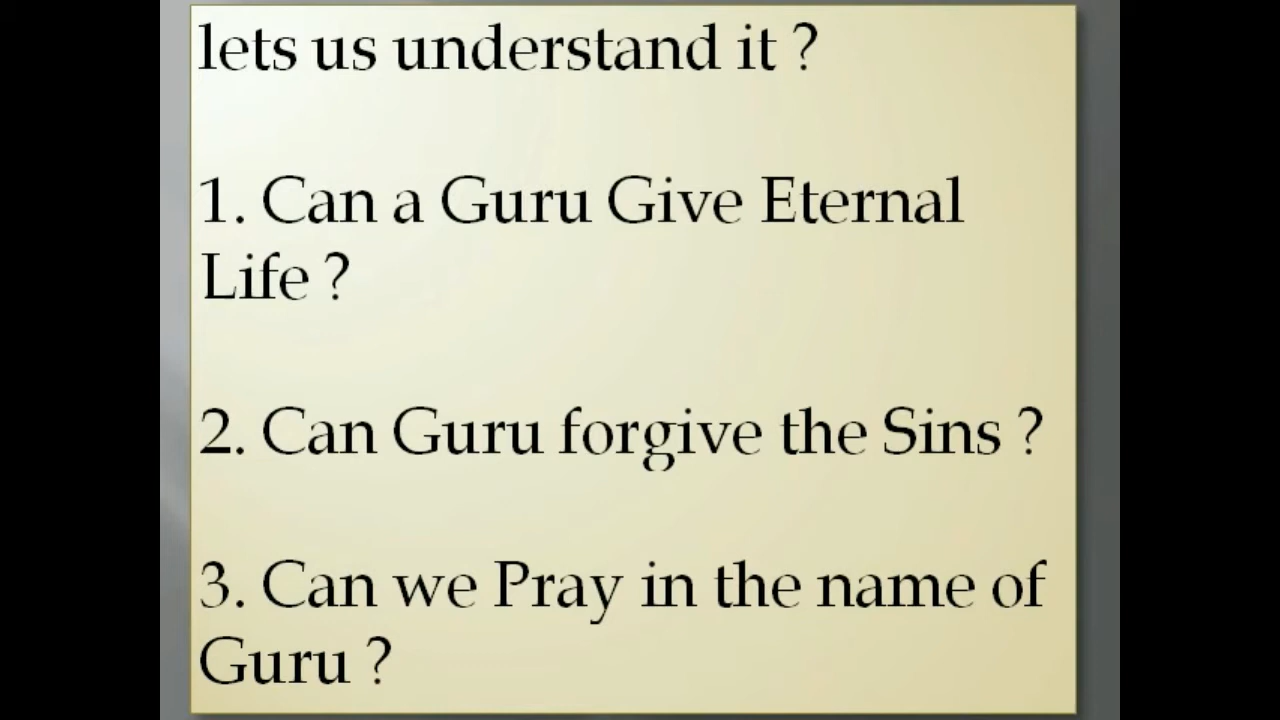 lets us understand it ?
1. Can a Guru Give Eternal
Life ?
2. Can Guru forgive the Sins ?
3. Can we Pray in the name of
Guru ?